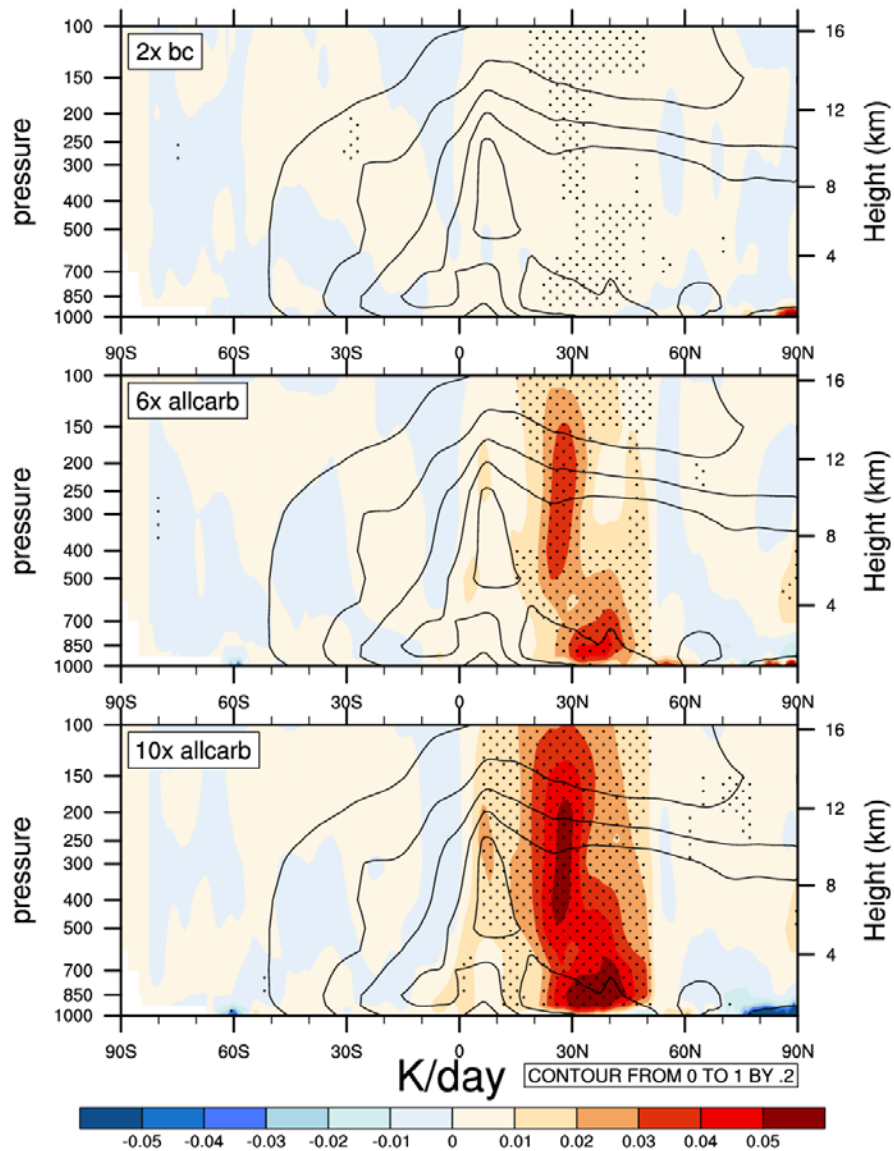 100
2x bc
16
150
200
12
250
300
400
8
500
700
4
850
1000
pressure
Height (km)
90S 60S 30S 0 30N 60N 90N
100
6x allcarb
16
150
200
12
250
300
400
8
500
700
4
850
1000
pressure
Height (km)
90S 60S 30S 0 30N 60N 90N
100
10x allcarb
16
150
200
12
250
300
400
8
500
700
4
850
1000
pressure
Height (km)
90S 60S 30S 0 30N 60N 90N
K/day
CONTOUR FROM 0 TO 1 BY .2
-0.05 -0.04 -0.03 -0.02 -0.01 0 0.01 0.02 0.03 0.04 0.05